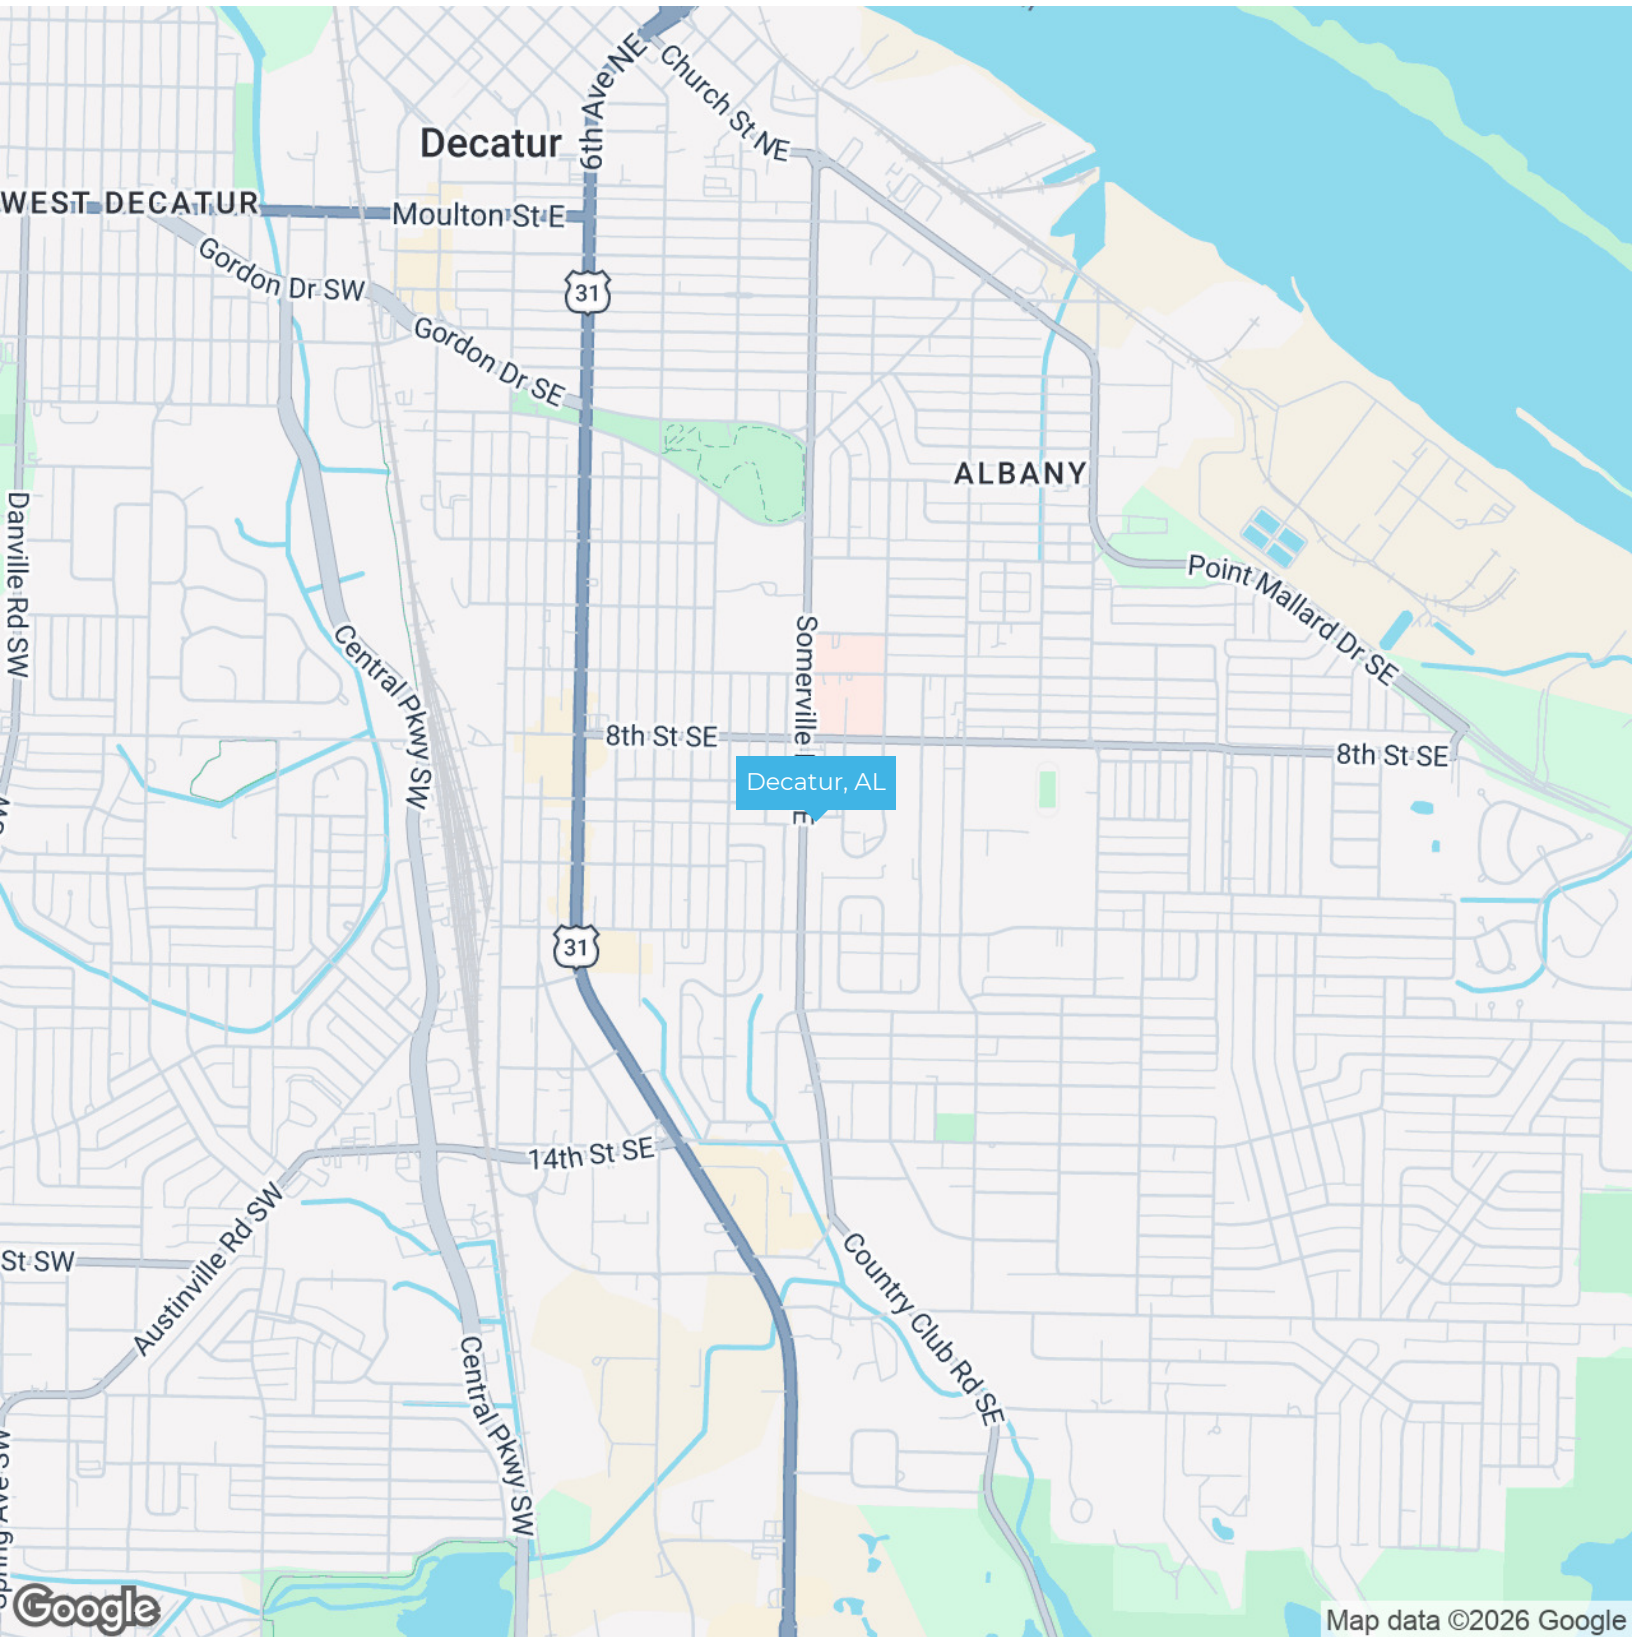 6th Ave NE
Church St NE
Decatur
WEST DECATUR
Moulton St E
Gordon Dr SW
31
Gordon Dr SE
ALBANY
Danville Rd SW
Point Mallard Dr SE
Central Pkwy SW
Somerville
8th St SE
8th St SE
Decatur, AL
E
31
14th St SE
Austinville Rd SW
St SW
Country Club Rd SE
Central Pkwy SW
Spring Ave SW
Google
Map data ©2026 Google